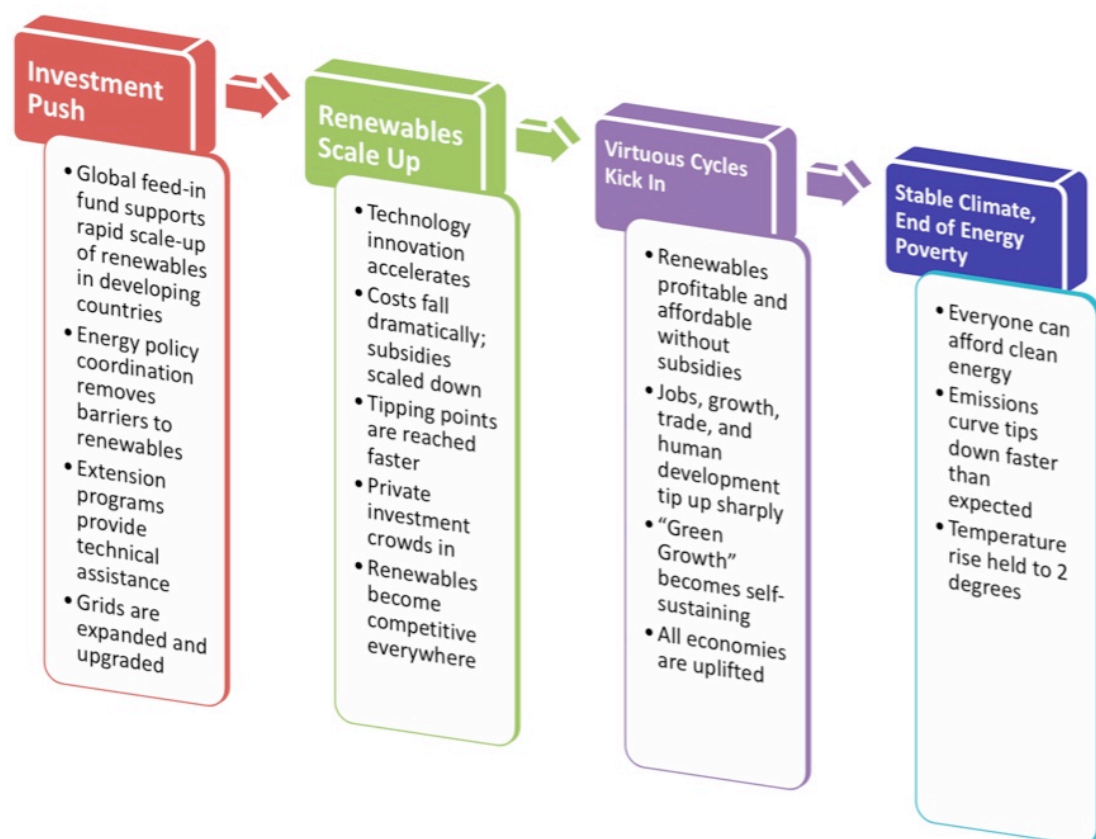 Investment
Push
• Global feed-in
fund supports
rapid scale-up
of renewables
in developing
countries
• Energy policy
coordination
removes
barriers to
renewables
• Extension
programs
provide
technical
assistance
• Grids are
expanded and
upgraded
Renewables
Scale Up
• Technology
innovation
accelerates
• Costs fall
dramatically;
subsidies
scaled down
• Tipping points
are reached
faster
• Private
investment
crowds in
• Renewables
become
competitive
everywhere
Virtuous Cycles
Kick In
• Renewables
profitable and
affordable
without
subsidies
• Jobs, growth,
trade, and
human
development
tip up sharply
• “Green
Growth”
becomes self-
sustaining
• All economies
are uplifted
Stable Climate,
End of Energy
Poverty
• Everyone can
afford clean
energy
• Emissions
curve tips
down faster
than
expected
• Temperature
rise held to 2
degrees